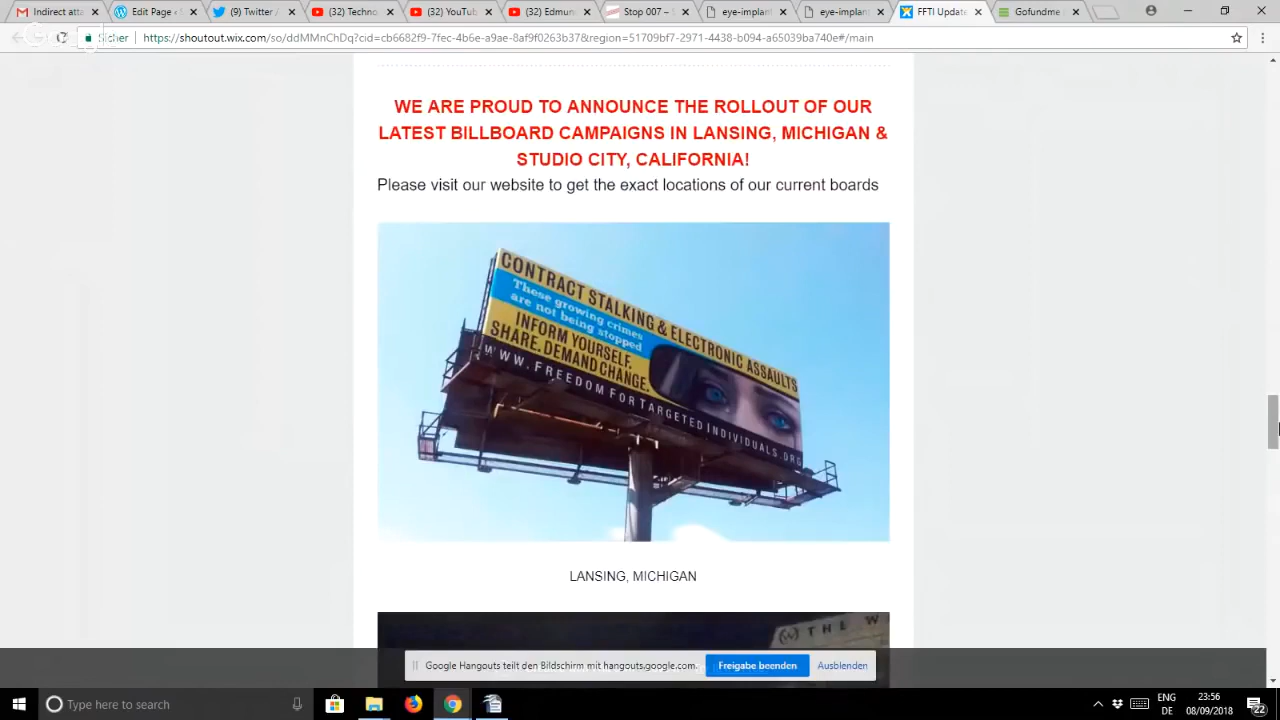 Indirect atta
Edit Page
(9) Twitter /
(32) Techno
(32) YouTub
(32) Edmun
Stop 007 –
eye-implant
eye-implant
FFTI Update
Gofundme
Sicher
https://shoutout.wix.com/so/ddMMnChDq?cid=cb6682f9-7fec-4b6e-a9ae-8af9f0263b37&region=51709bf7-2971-4438-b094-a65039ba740e#/main
WE ARE PROUD TO ANNOUNCE THE ROLLOUT OF OUR
LATEST BILLBOARD CAMPAIGNS IN LANSING, MICHIGAN &
STUDIO CITY, CALIFORNIA!
Please visit our website to get the exact locations of our current boards
CONTRACT STALKING & ELECTRONIC ASSAULTS
These growing crimes
are not being stopped
INFORM YOURSELF.
SHARE. DEMAND CHANGE.
WWW.FREEDOMFORTARGETEDINDIVIDUALS.ORG
LANSING, MICHIGAN
THE W
Google Hangouts teilt den Bildschirm mit hangouts.google.com.
Freigabe beenden
Ausblenden
Type here to search
ENG
DE
23:56
08/09/2018
22